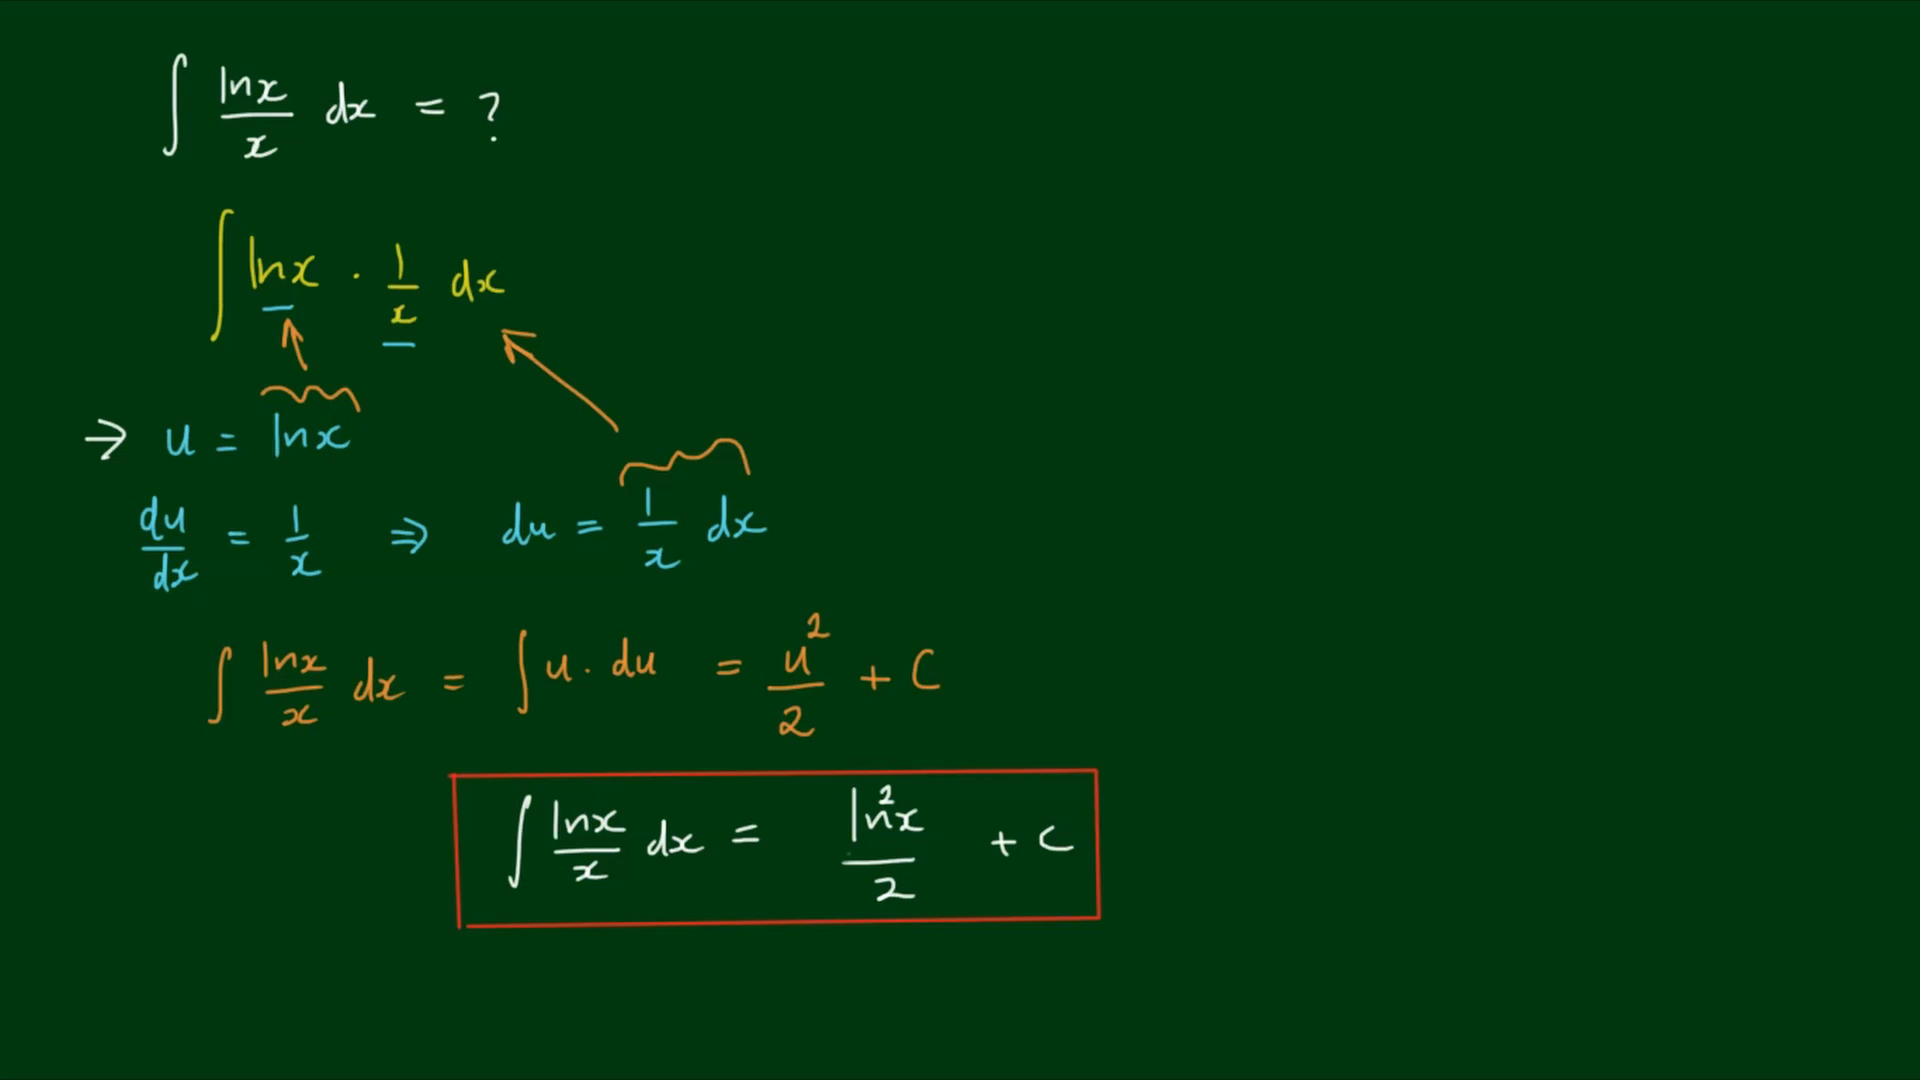 ∫ lnx/x dx = ?
∫ lnx · 1/x dx
→ u = lnx
du/dx = 1/x ⇒ du = 1/x dx
∫ lnx/x dx = ∫ u · du = u²/2 + C
∫ lnx/x dx = ln²x/2 + C